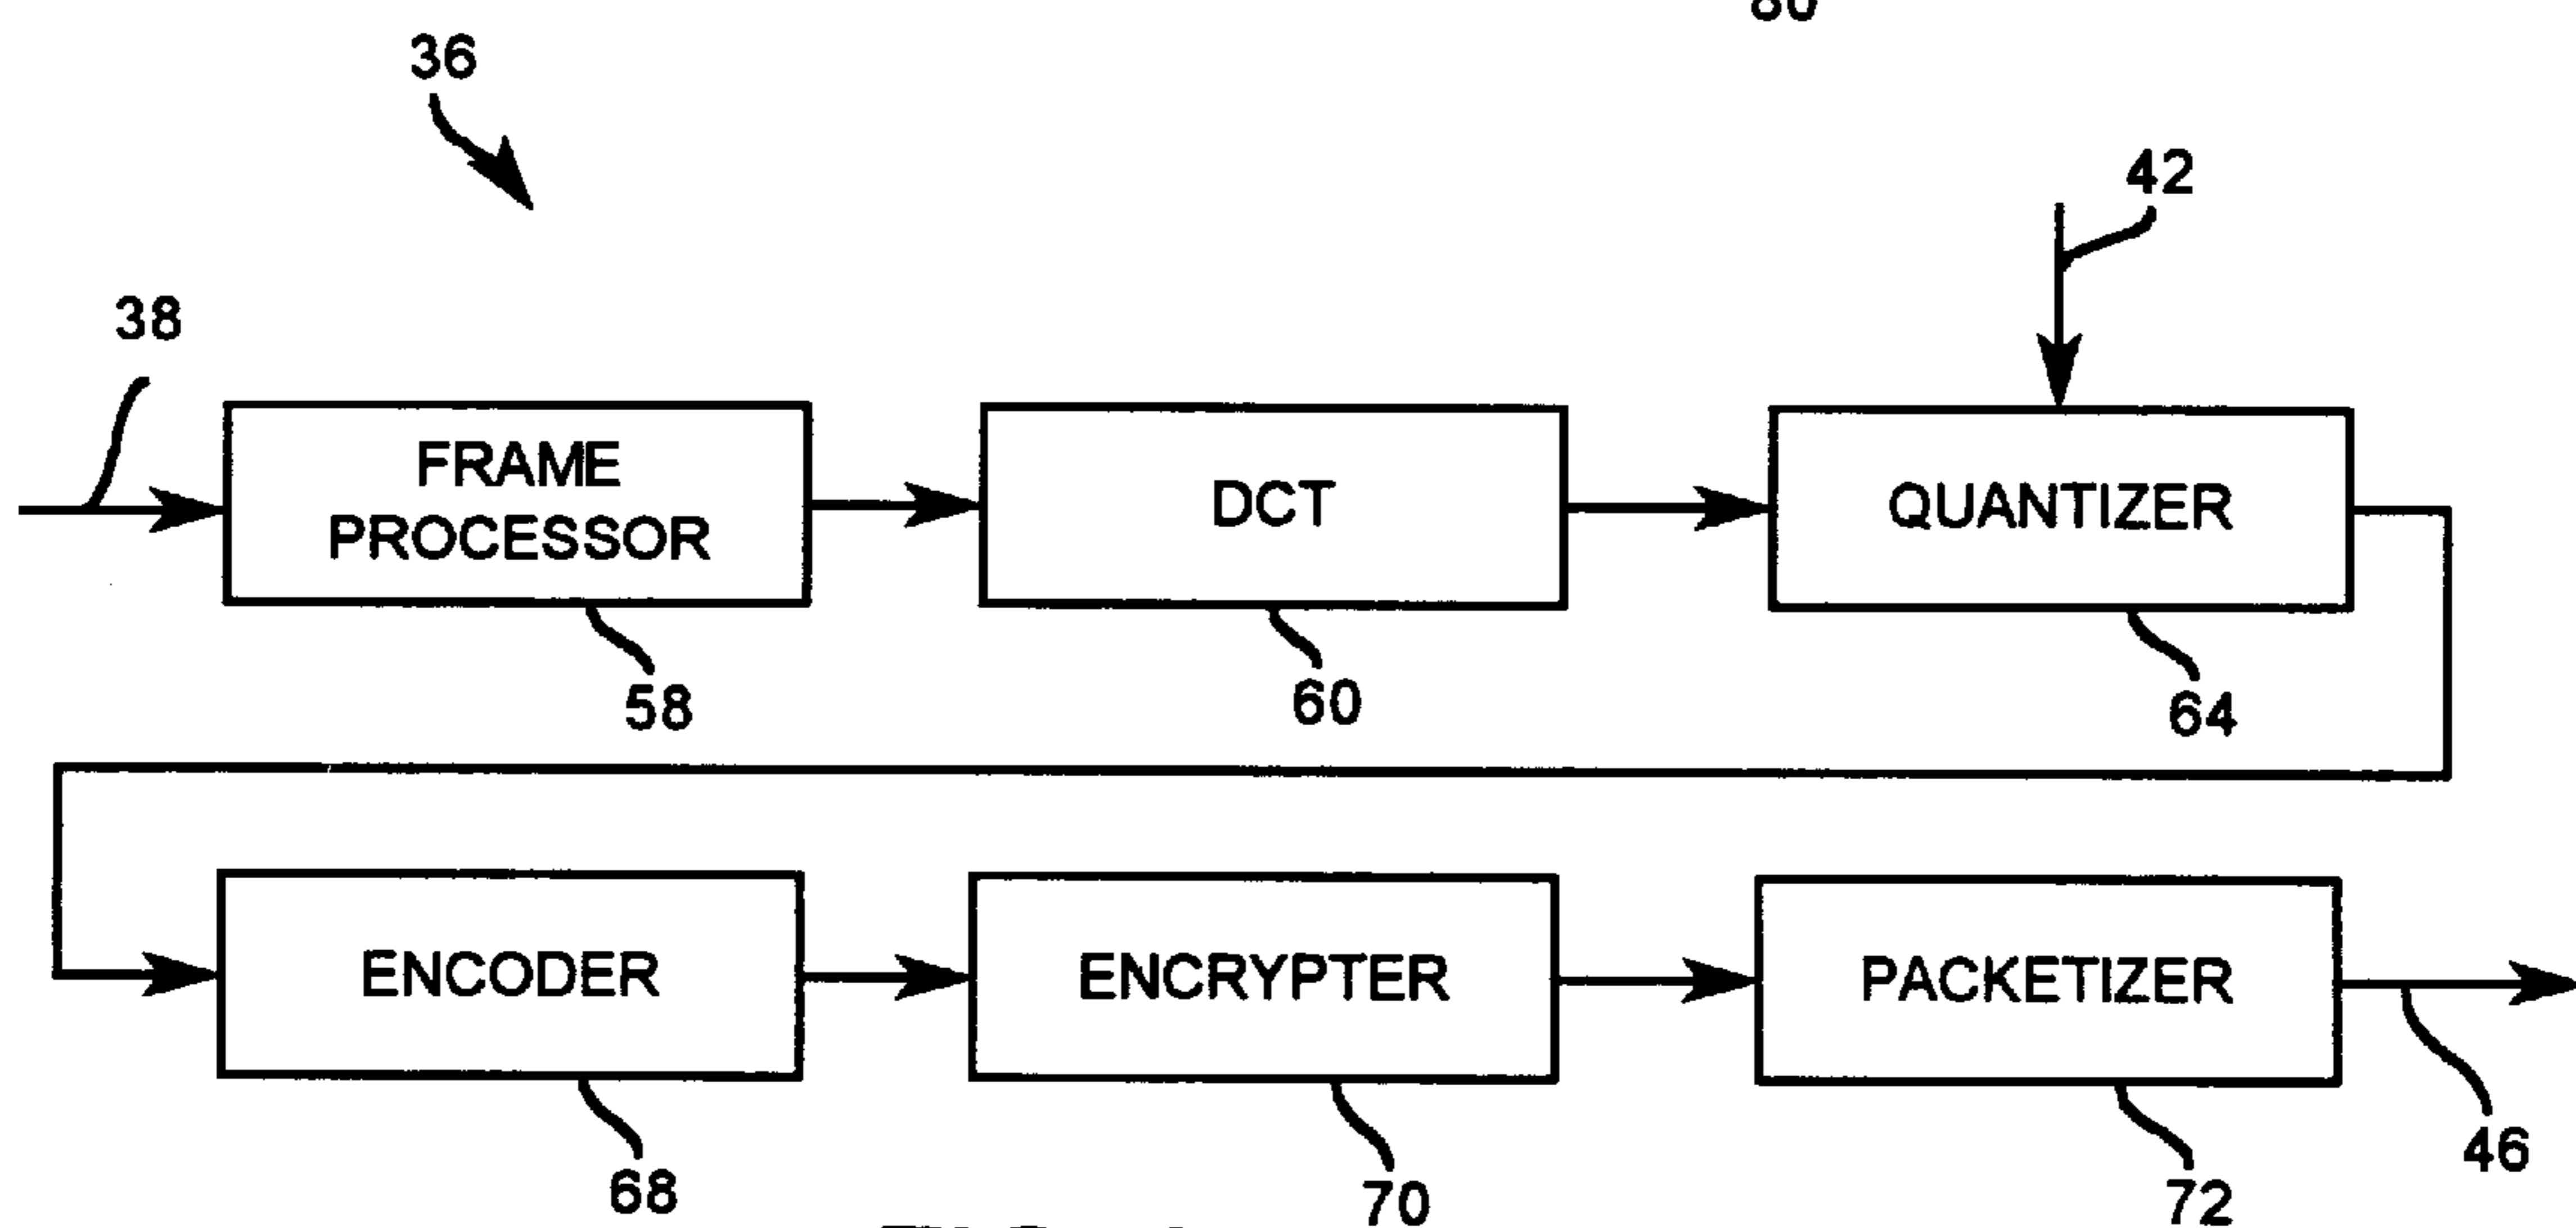 36
42
38
FRAME
PROCESSOR
DCT
QUANTIZER
58
60
64
ENCODER
ENCRYPTER
PACKETIZER
68
70
72
46